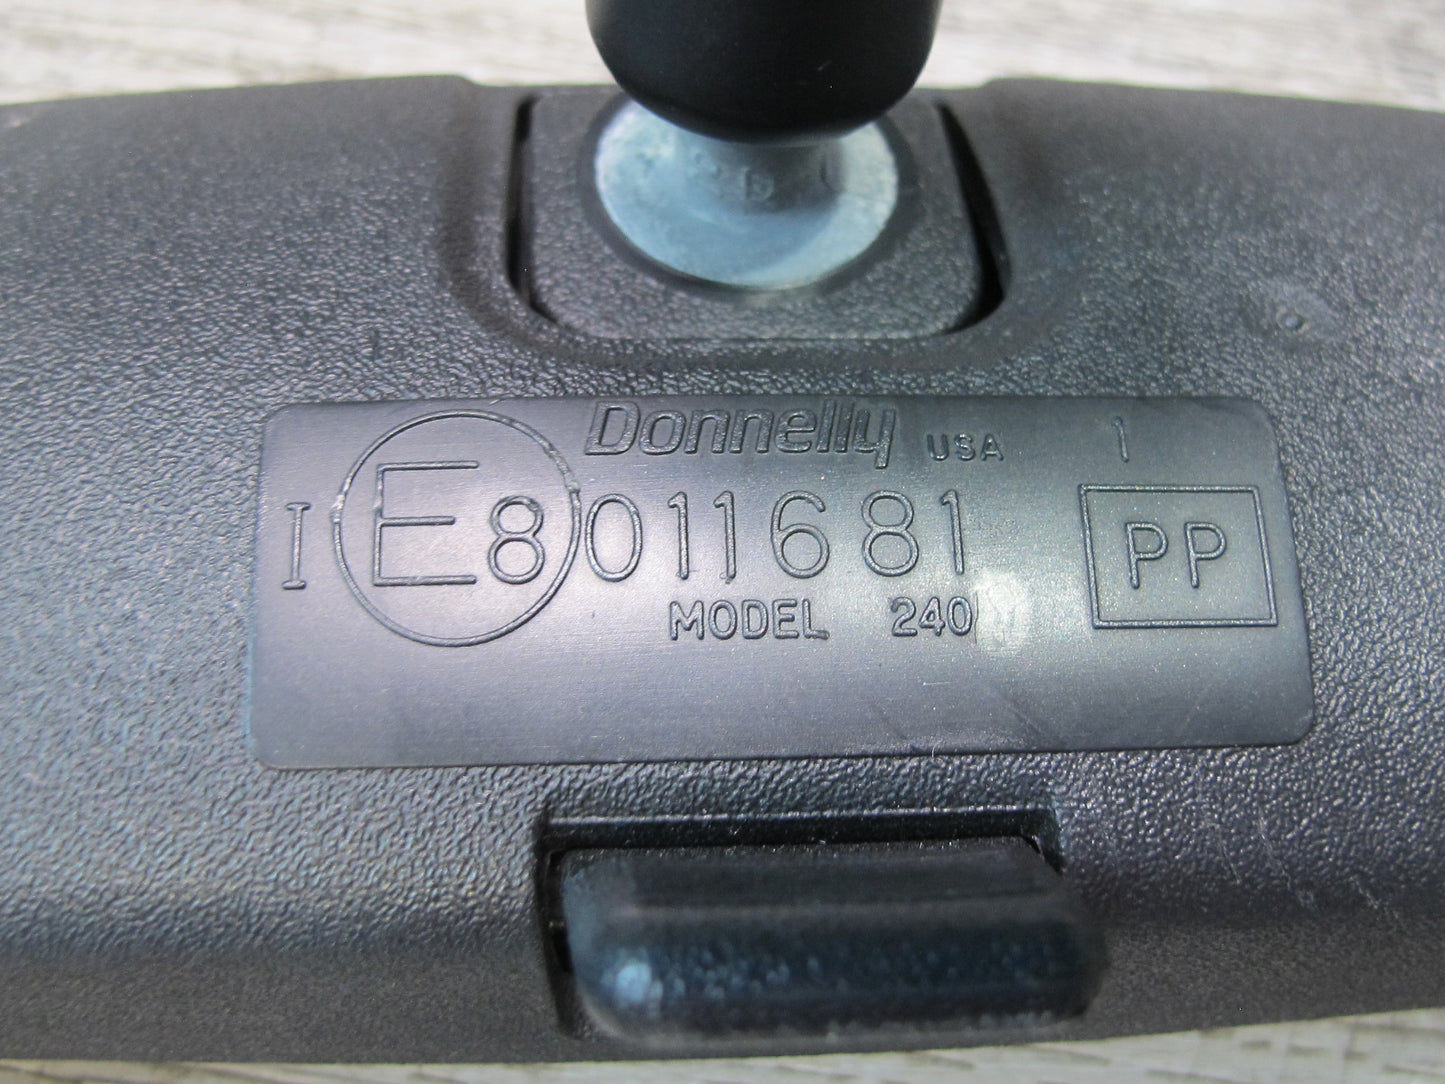 Donnelly USA 1
I E8 011681 PP
MODEL 240